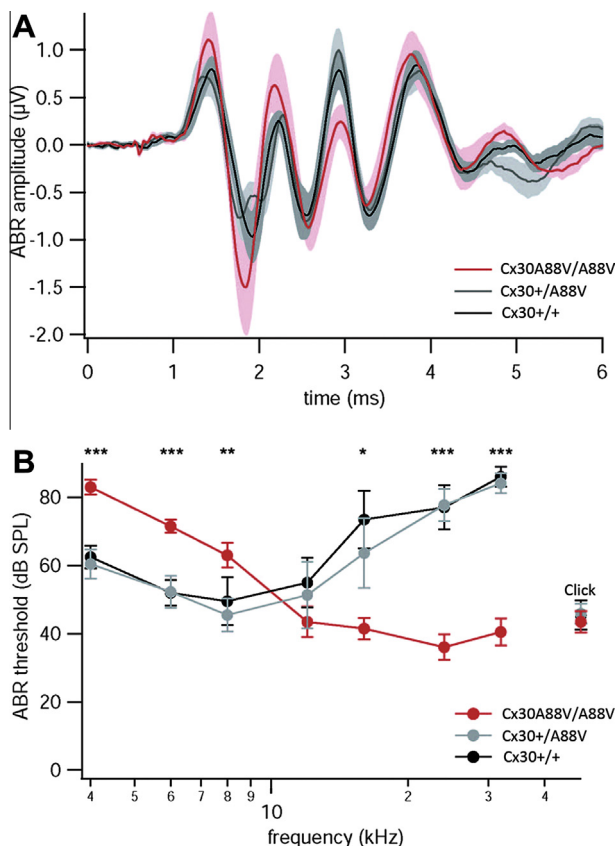 A
ABR amplitude (µV)
1.0
0.5
0.0
-0.5
-1.0
-1.5
-2.0
Cx30A88V/A88V
Cx30+/A88V
Cx30+/+
0 1 2 3 4 5 6
time (ms)
B
*** *** ** * *** ***
ABR threshold (dB SPL)
80
60
40
20
0
Click
Cx30A88V/A88V
Cx30+/A88V
Cx30+/+
4 5 6 7 8 9 10 2 3 4
frequency (kHz)